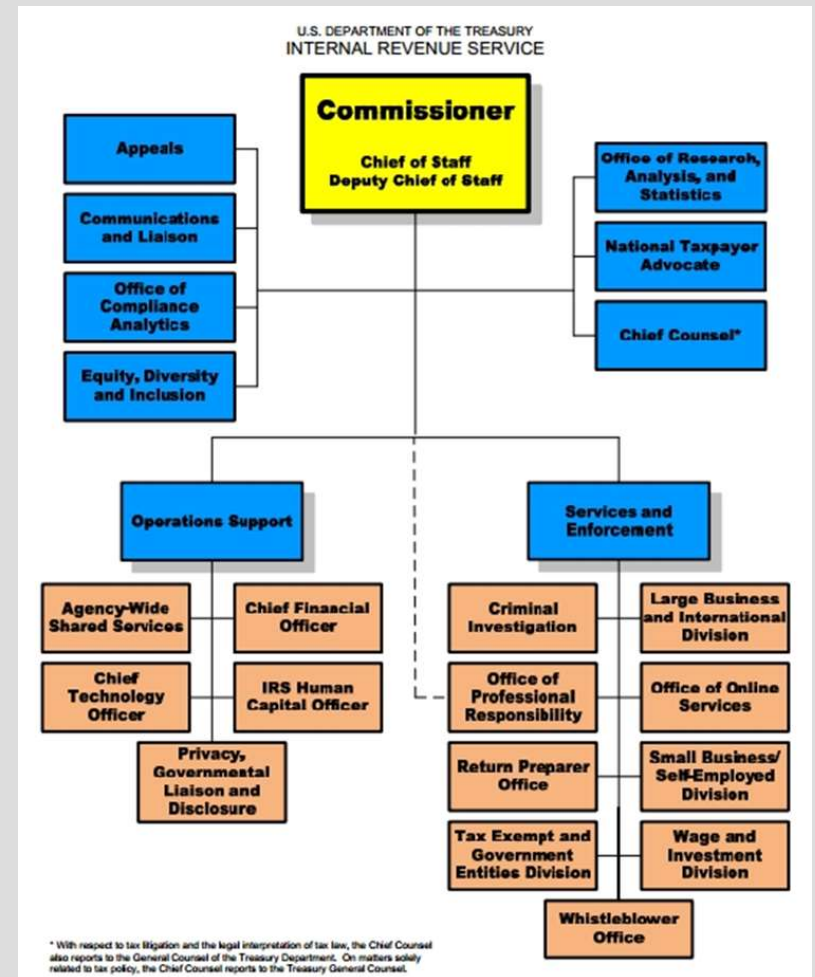 U.S. DEPARTMENT OF THE TREASURY
INTERNAL REVENUE SERVICE
Commissioner
Chief of Staff
Deputy Chief of Staff
Appeals
Communications
and Liaison
Office of
Compliance
Analytics
Equity, Diversity
and Inclusion
Office of Research,
Analysis, and
Statistics
National Taxpayer
Advocate
Chief Counsel*
Operations Support
Agency-Wide
Shared Services
Chief Financial
Officer
Chief
Technology
Officer
IRS Human
Capital Officer
Privacy,
Governmental
Liaison and
Disclosure
Services and
Enforcement
Criminal
Investigation
Large Business
and International
Division
Office of
Professional
Responsibility
Office of Online
Services
Return Preparer
Office
Small Business/
Self-Employed
Division
Tax Exempt and
Government
Entities Division
Wage and
Investment
Division
Whistleblower
Office
* With respect to tax litigation and the legal interpretation of tax law, the Chief Counsel
also reports to the General Counsel of the Treasury Department. On matters solely
related to tax policy, the Chief Counsel reports to the Treasury General Counsel.